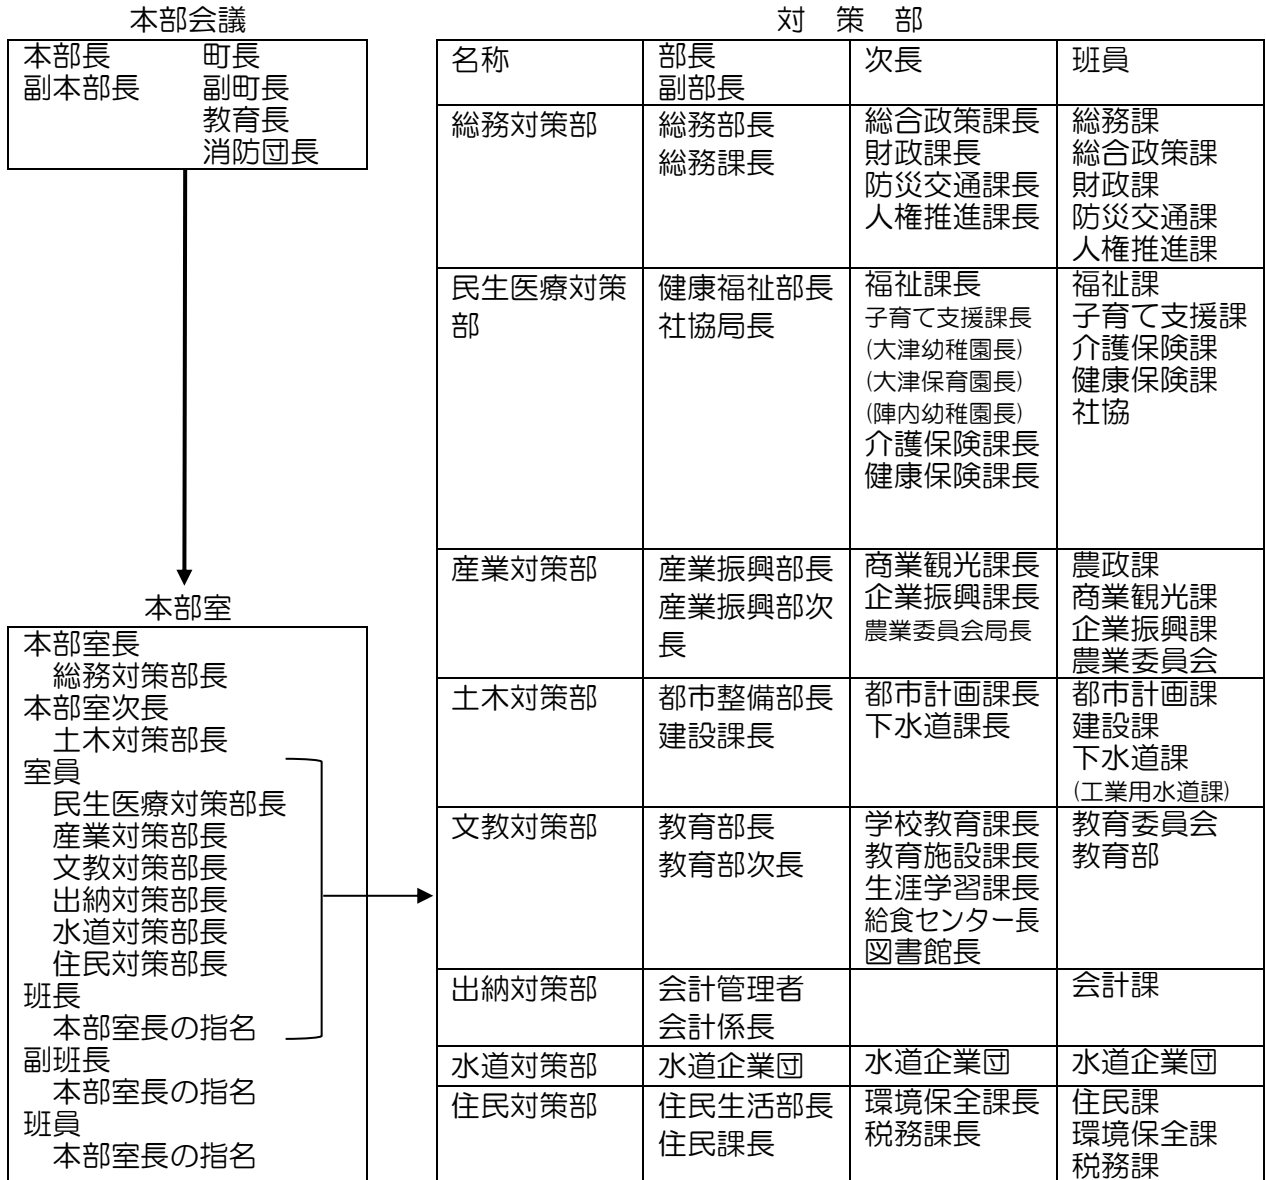 本部会議
本部長 町長
副本部長 副町長
教育長
消防団長
本部室
本部室長
総務対策部長
本部室次長
土木対策部長
室員
民生医療対策部長
産業対策部長
文教対策部長
出納対策部長
水道対策部長
住民対策部長
班長
本部室長の指名
副班長
本部室長の指名
班員
本部室長の指名
対 策 部
名称
部長
副部長
次長
班員
総務対策部
総務部長
総務課長
総合政策課長
財政課長
防災交通課長
人権推進課長
総務課
総合政策課
財政課
防災交通課
人権推進課
民生医療対策
部
健康福祉部長
社協局長
福祉課長
子育て支援課長
(大津幼稚園長)
(大津保育園長)
(陣内幼稚園長)
介護保険課長
健康保険課長
福祉課
子育て支援課
介護保険課
健康保険課
社協
産業対策部
産業振興部長
産業振興部次
長
商業観光課長
企業振興課長
農業委員会局長
農政課
商業観光課
企業振興課
農業委員会
土木対策部
都市整備部長
建設課長
都市計画課長
下水道課長
都市計画課
建設課
下水道課
(工業用水道課)
文教対策部
教育部長
教育部次長
学校教育課長
教育施設課長
生涯学習課長
給食センター長
図書館長
教育委員会
教育部
出納対策部
会計管理者
会計係長
会計課
水道対策部
水道企業団
水道企業団
水道企業団
住民対策部
住民生活部長
住民課長
環境保全課長
税務課長
住民課
環境保全課
税務課